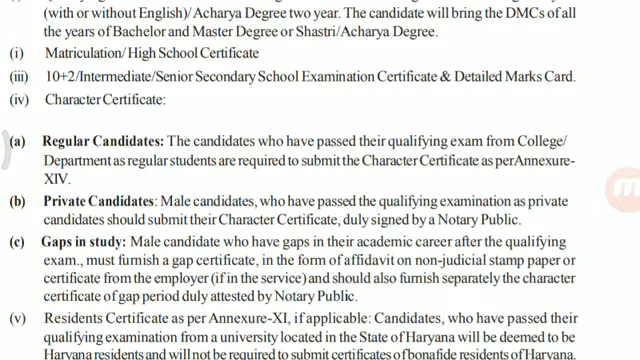 (with or without English)/ Acharya Degree two year. The candidate will bring the DMCs of all
the years of Bachelor and Master Degree or Shastri/Acharya Degree.
(i) Matriculation/ High School Certificate
(iii) 10+2/Intermediate/Senior Secondary School Examination Certificate & Detailed Marks Card.
(iv) Character Certificate:
(a) Regular Candidates: The candidates who have passed their qualifying exam from College/
Department as regular students are required to submit the Character Certificate as per Annexure-
XIV.
(b) Private Candidates: Male candidates, who have passed the qualifying examination as private
candidates should submit their Character Certificate, duly signed by a Notary Public.
(c) Gaps in study: Male candidate who have gaps in their academic career after the qualifying
exam., must furnish a gap certificate, in the form of affidavit on non-judicial stamp paper or
certificate from the employer (if in the service) and should also furnish separately the character
certificate of gap period duly attested by Notary Public.
(v) Residents Certificate as per Annexure-XI, if applicable: Candidates, who have passed their
qualifying examination from a university located in the State of Haryana will be deemed to be
Haryana residents and will not be required to submit certificates of bonafide residents of Haryana.